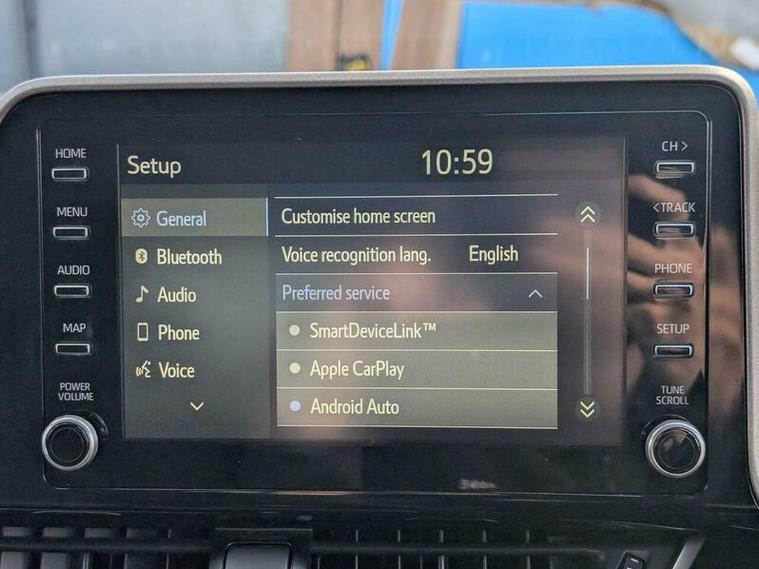 HOME
MENU
AUDIO
MAP
POWER
VOLUME
Setup 10:59
General
Bluetooth
Audio
Phone
Voice
Customise home screen
Voice recognition lang. English
Preferred service
SmartDeviceLink™
Apple CarPlay
Android Auto
CH >
< TRACK
PHONE
SETUP
TUNE
SCROLL